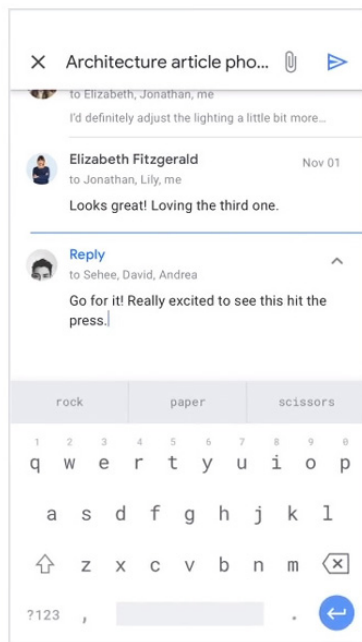 Architecture article pho...
to Elizabeth, Jonathan, me
I'd definitely adjust the lighting a little bit more...
Elizabeth Fitzgerald
Nov 01
to Jonathan, Lily, me
Looks great! Loving the third one.
Reply
to Sehee, David, Andrea
Go for it! Really excited to see this hit the
press.
rock paper scissors
1 2 3 4 5 6 7 8 9 0
q w e r t y u i o p
a s d f g h j k l
z x c v b n m
?123 , .